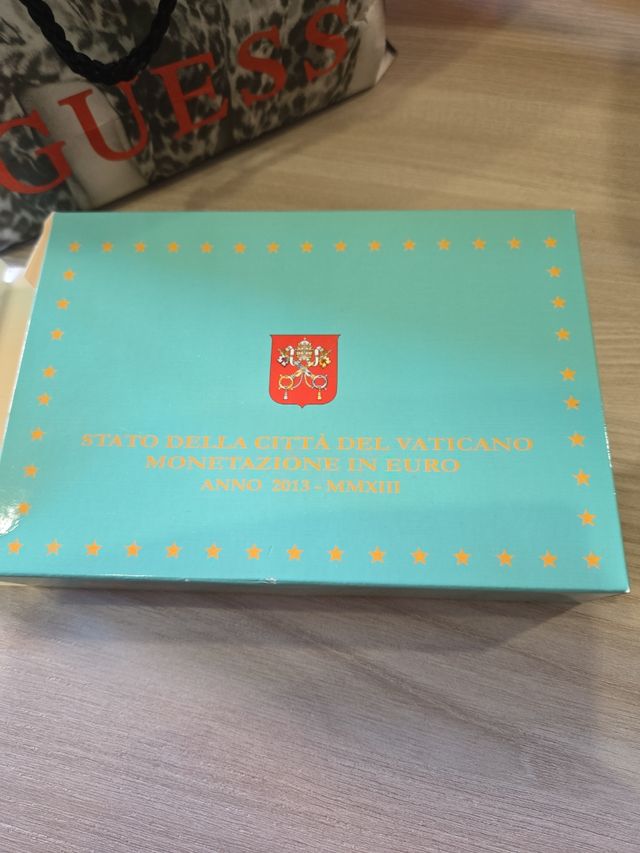 GUESS
STATO DELLA CITTÀ DEL VATICANO
MONETAZIONE IN EURO
ANNO 2013 - MMXIII